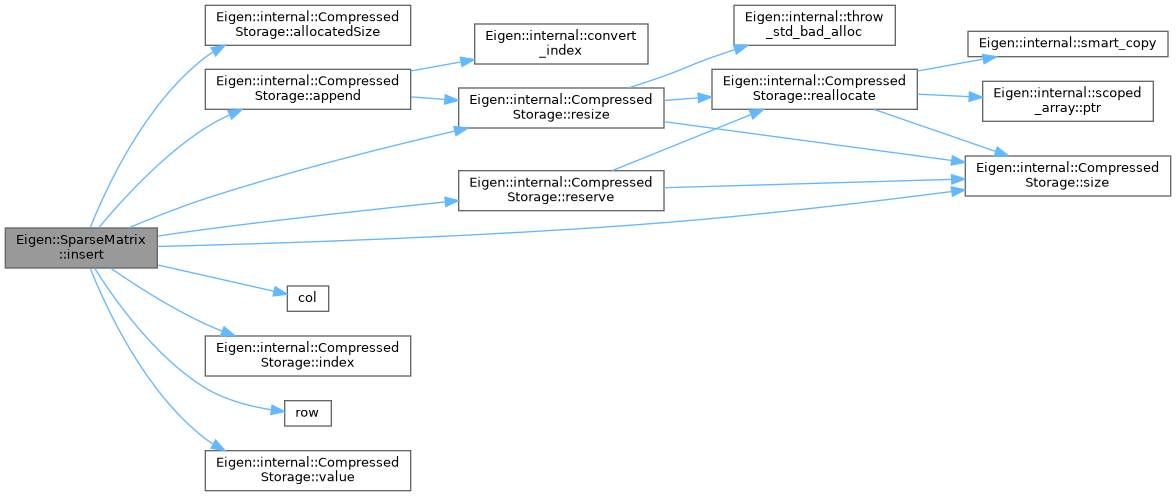 Eigen::internal::Compressed
Storage::allocatedSize
Eigen::internal::Compressed
Storage::append
Eigen::internal::convert
_index
Eigen::internal::throw
_std_bad_alloc
Eigen::internal::Compressed
Storage::resize
Eigen::internal::Compressed
Storage::reallocate
Eigen::internal::smart_copy
Eigen::internal::scoped
_array::ptr
Eigen::internal::Compressed
Storage::size
Eigen::internal::Compressed
Storage::reserve
Eigen::SparseMatrix
::insert
col
Eigen::internal::Compressed
Storage::index
row
Eigen::internal::Compressed
Storage::value